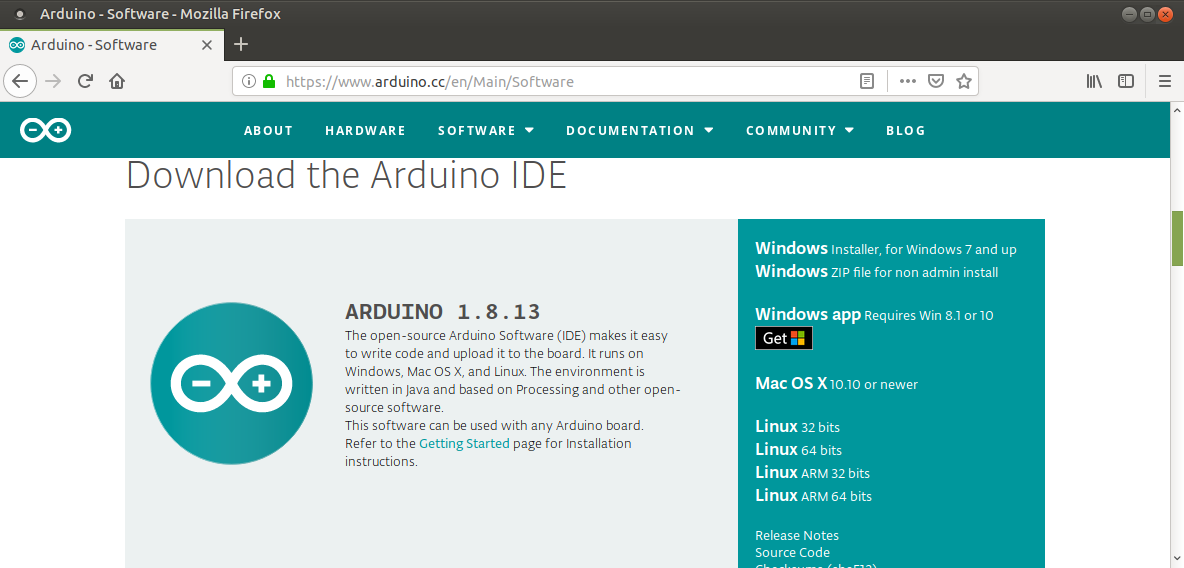 Arduino - Software - Mozilla Firefox
Arduino - Software
https://www.arduino.cc/en/Main/Software
ABOUT HARDWARE SOFTWARE DOCUMENTATION COMMUNITY BLOG
Download the Arduino IDE
ARDUINO 1.8.13
The open-source Arduino Software (IDE) makes it easy
to write code and upload it to the board. It runs on
Windows, Mac OS X, and Linux. The environment is
written in Java and based on Processing and other open-
source software.
This software can be used with any Arduino board.
Refer to the Getting Started page for Installation
instructions.
Windows Installer, for Windows 7 and up
Windows ZIP file for non admin install
Windows app Requires Win 8.1 or 10
Get
Mac OS X 10.10 or newer
Linux 32 bits
Linux 64 bits
Linux ARM 32 bits
Linux ARM 64 bits
Release Notes
Source Code
Checksums (sha512)